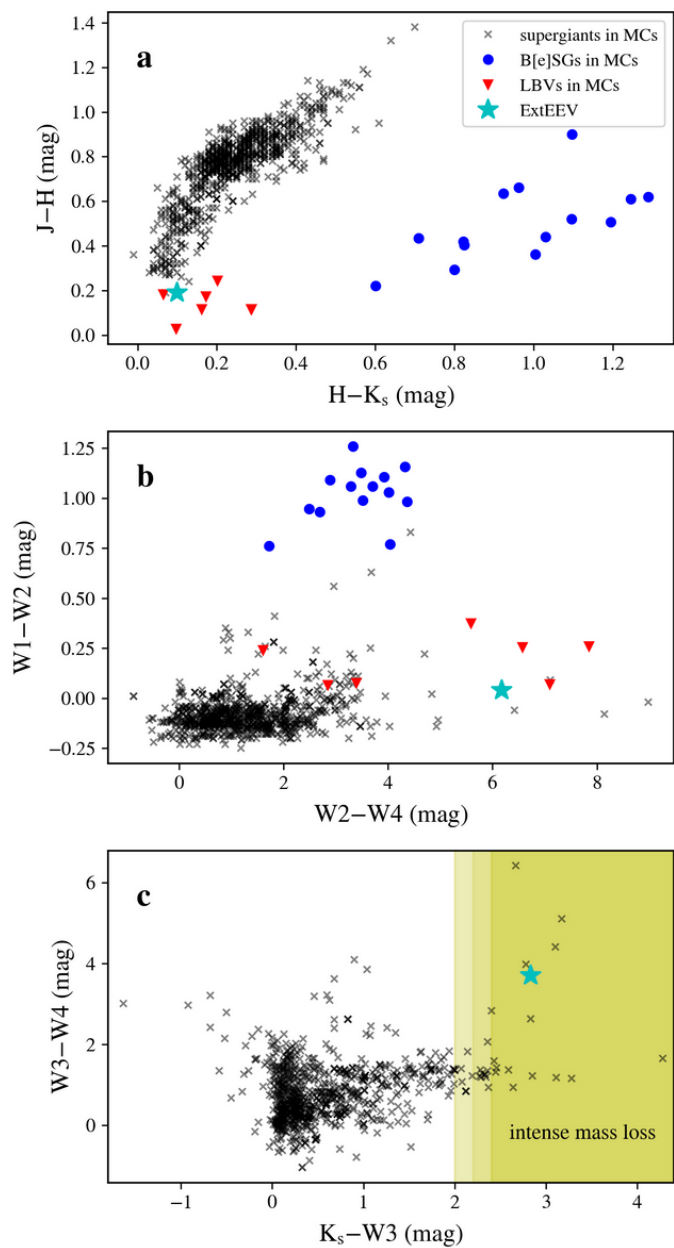 a
supergiants in MCs
B[e]SGs in MCs
LBVs in MCs
ExtEEV
1.4
1.2
1.0
0.8
0.6
0.4
0.2
0.0
J−H (mag)
0.0 0.2 0.4 0.6 0.8 1.0 1.2
H−Kₛ (mag)
b
1.25
1.00
0.75
0.50
0.25
0.00
−0.25
W1−W2 (mag)
0 2 4 6 8
W2−W4 (mag)
c
6
4
2
0
W3−W4 (mag)
intense mass loss
−1 0 1 2 3 4
Kₛ−W3 (mag)